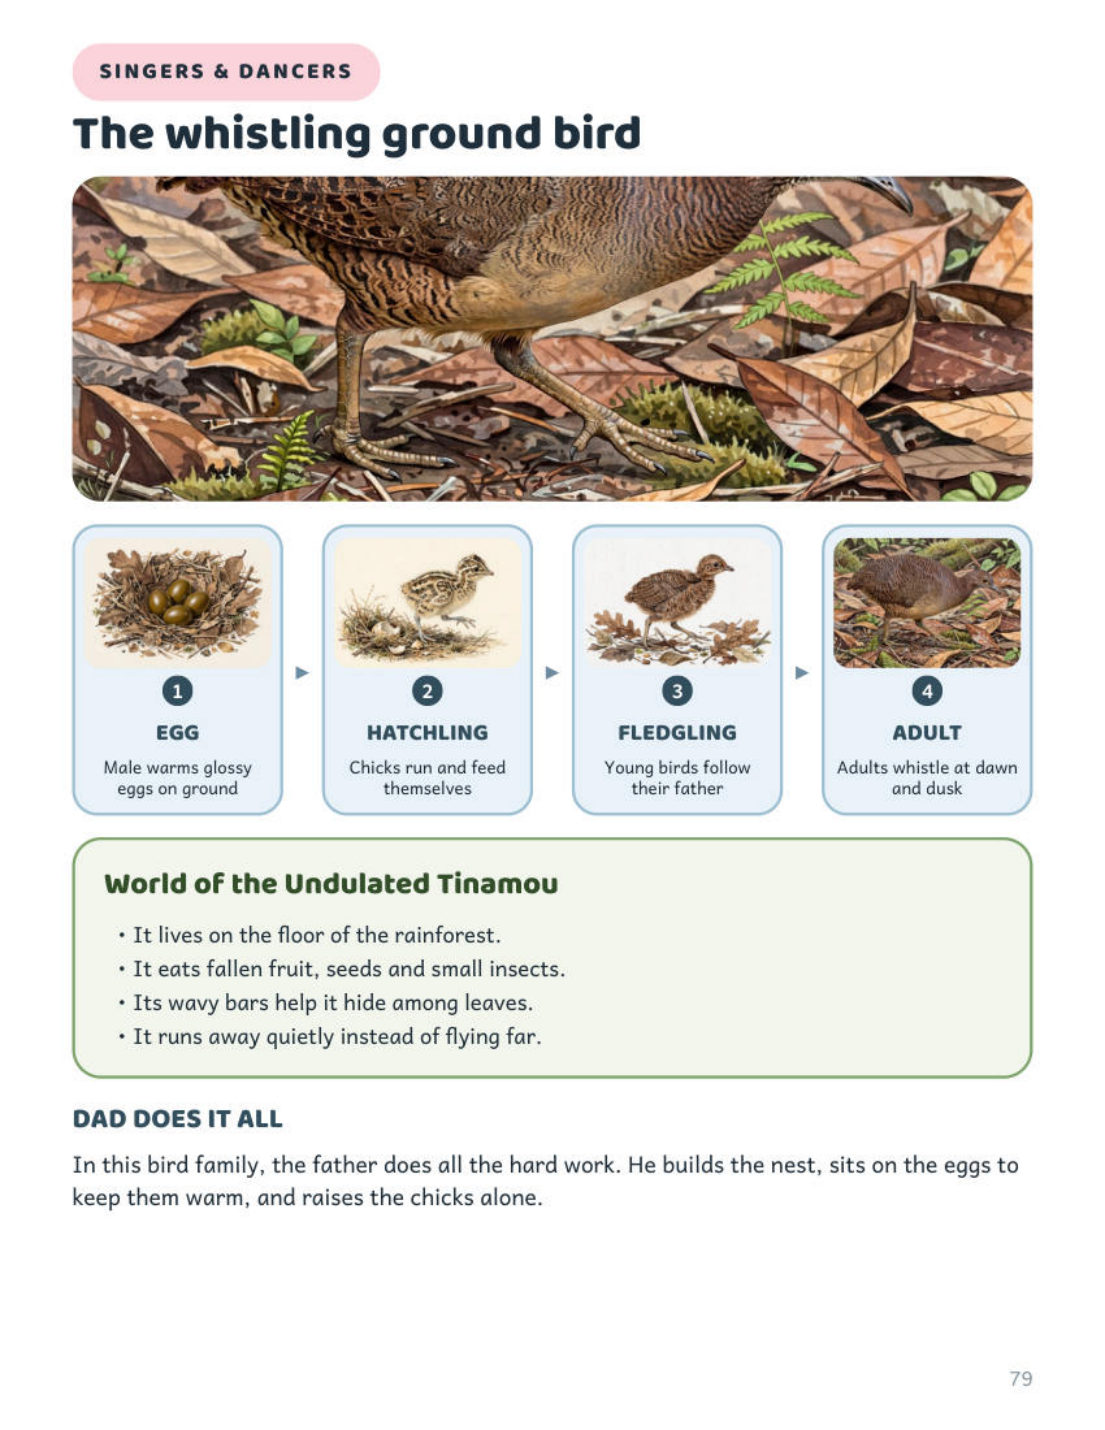 SINGERS & DANCERS
The whistling ground bird
1
EGG
Male warms glossy
eggs on ground
2
HATCHLING
Chicks run and feed
themselves
3
FLEDGLING
Young birds follow
their father
4
ADULT
Adults whistle at dawn
and dusk
World of the Undulated Tinamou
• It lives on the floor of the rainforest.
• It eats fallen fruit, seeds and small insects.
• Its wavy bars help it hide among leaves.
• It runs away quietly instead of flying far.
DAD DOES IT ALL
In this bird family, the father does all the hard work. He builds the nest, sits on the eggs to
keep them warm, and raises the chicks alone.
79